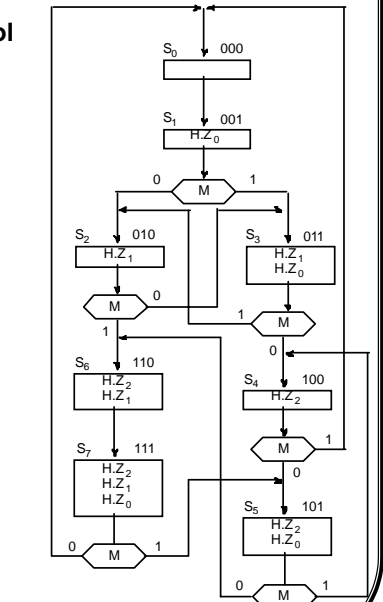 ol
S0 000
S1 001
H.Z0
0 M 1
S2 010
H.Z1
S3 011
H.Z1
H.Z0
M 0
1
1 M
0
S6 110
H.Z2
H.Z1
S4 100
H.Z2
M 1
0
S7 111
H.Z2
H.Z1
H.Z0
S5 101
H.Z2
H.Z0
0 M 1
0 M 1